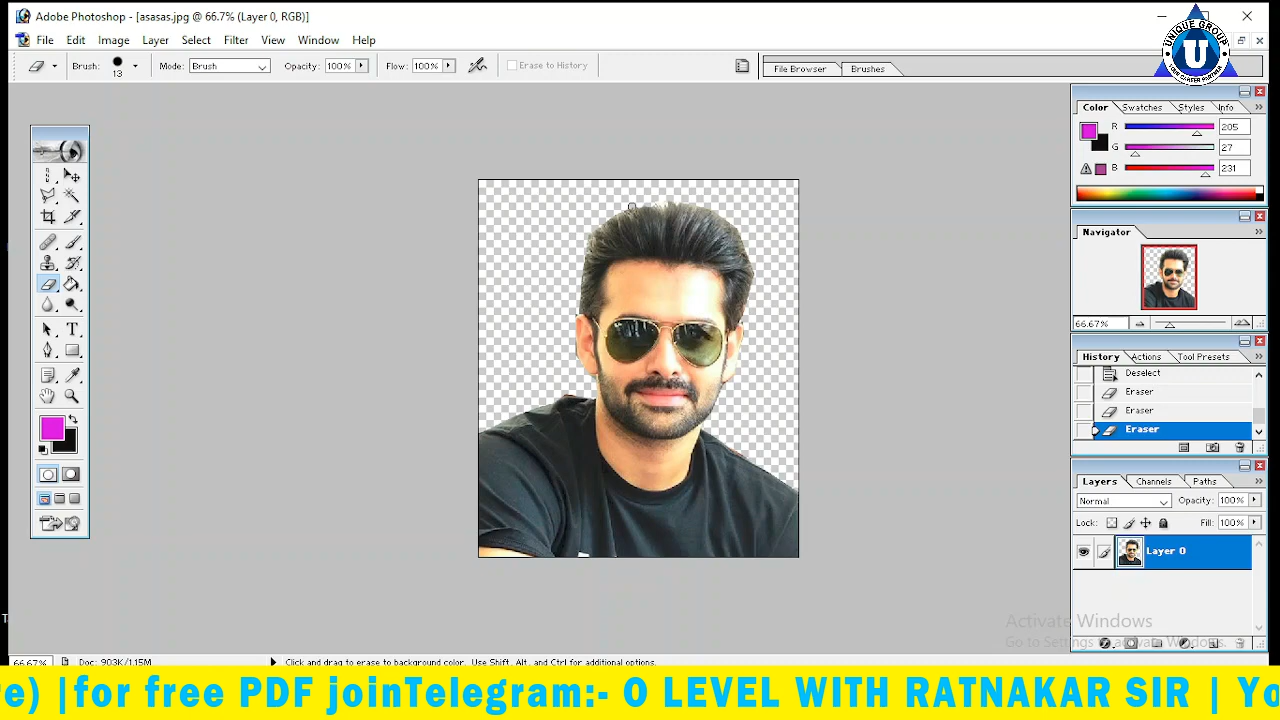 Adobe Photoshop - [asasas.jpg @ 66.7% (Layer 0, RGB)]
UNIQUE GROUP
U
YOUR CAREER PARTNER
File Edit Image Layer Select Filter View Window Help
Brush: 13 Mode: Brush Opacity: 100% Flow: 100% Erase to History File Browser Brushes
Color Swatches Styles Info
R 205
G 27
B 231
Navigator
66.67%
History Actions Tool Presets
Deselect
Eraser
Eraser
Eraser
Layers Channels Paths
Normal Opacity: 100%
Lock: Fill: 100%
Layer 0
Activate Windows
Go to Settings to activate Windows.
66.67% Doc: 903K/1.15M Click and drag to erase to background color. Use Shift, Alt, and Ctrl for additional options.
e) |for free PDF joinTelegram:- O LEVEL WITH RATNAKAR SIR | Yo